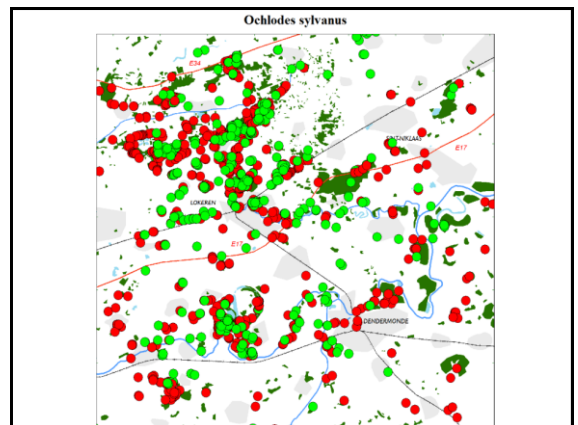 Ochlodes sylvanus
E34
SINT-NIKLAAS
E17
LOKEREN
E17
DENDERMONDE